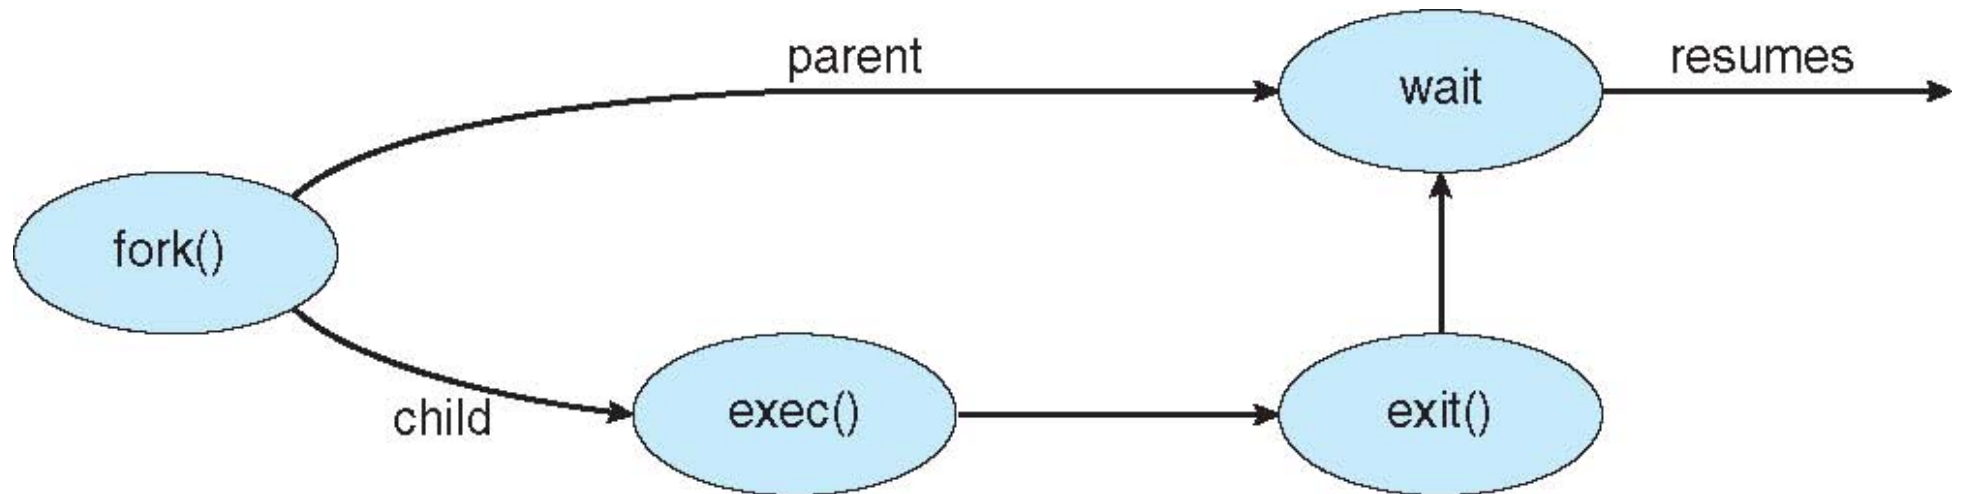 parent
resumes
wait
fork()
child
exec()
exit()